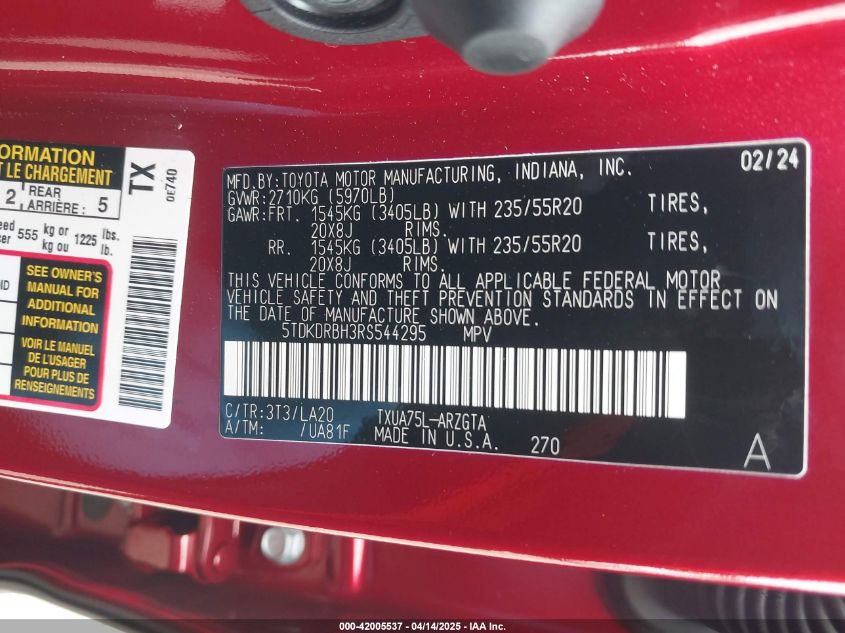 ORMATION
T LE CHARGEMENT
TX
0E740
2 REAR
ARRIÈRE: 5
555 kg or 1225 lbs.
kg ou lb.
SEE OWNER'S
MANUAL FOR
ADDITIONAL
INFORMATION
VOIR LE MANUEL
DE L'USAGER
POUR PLUS DE
RENSEIGNEMENTS
02/24
MFD.BY:TOYOTA MOTOR MANUFACTURING, INDIANA, INC.
GVWR:2710KG (5970LB)
GAWR:FRT. 1545KG (3405LB) WITH 235/55R20 TIRES,
20X8J RIMS.
RR. 1545KG (3405LB) WITH 235/55R20 TIRES,
20X8J RIMS.
THIS VEHICLE CONFORMS TO ALL APPLICABLE FEDERAL MOTOR
VEHICLE SAFETY AND THEFT PREVENTION STANDARDS IN EFFECT ON
THE DATE OF MANUFACTURE SHOWN ABOVE.
5TDKDRBH3RS544295 MPV
C/TR:3T3/LA20 TXUA75L-ARZGTA
A/TM: /UA81F MADE IN U.S.A. 270
A
000-42005537 - 04/14/2025 - IAA Inc.